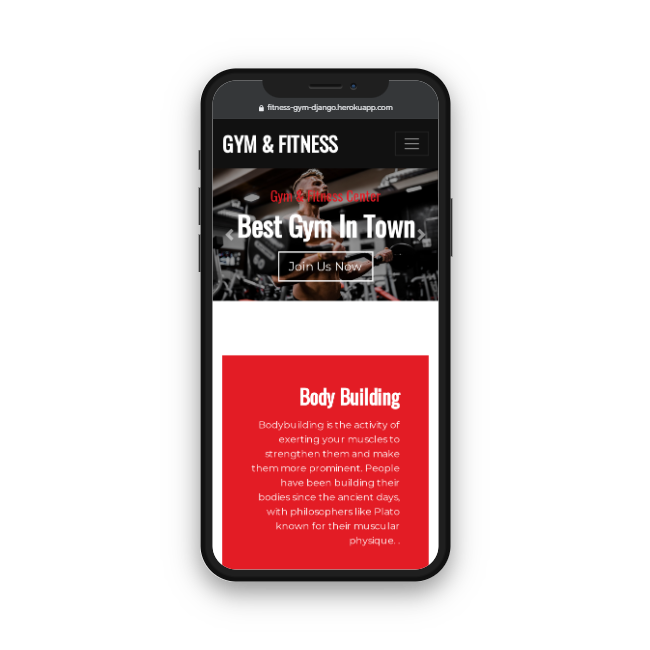 fitness-gym-django.herokuapp.com
GYM & FITNESS
Gym & Fitness Center
Best Gym In Town
Join Us Now
Body Building
Bodybuilding is the activity of
exerting your muscles to
strengthen them and make
them more prominent. People
have been building their
bodies since the ancient days,
with philosophers like Plato
known for their muscular
physique. .